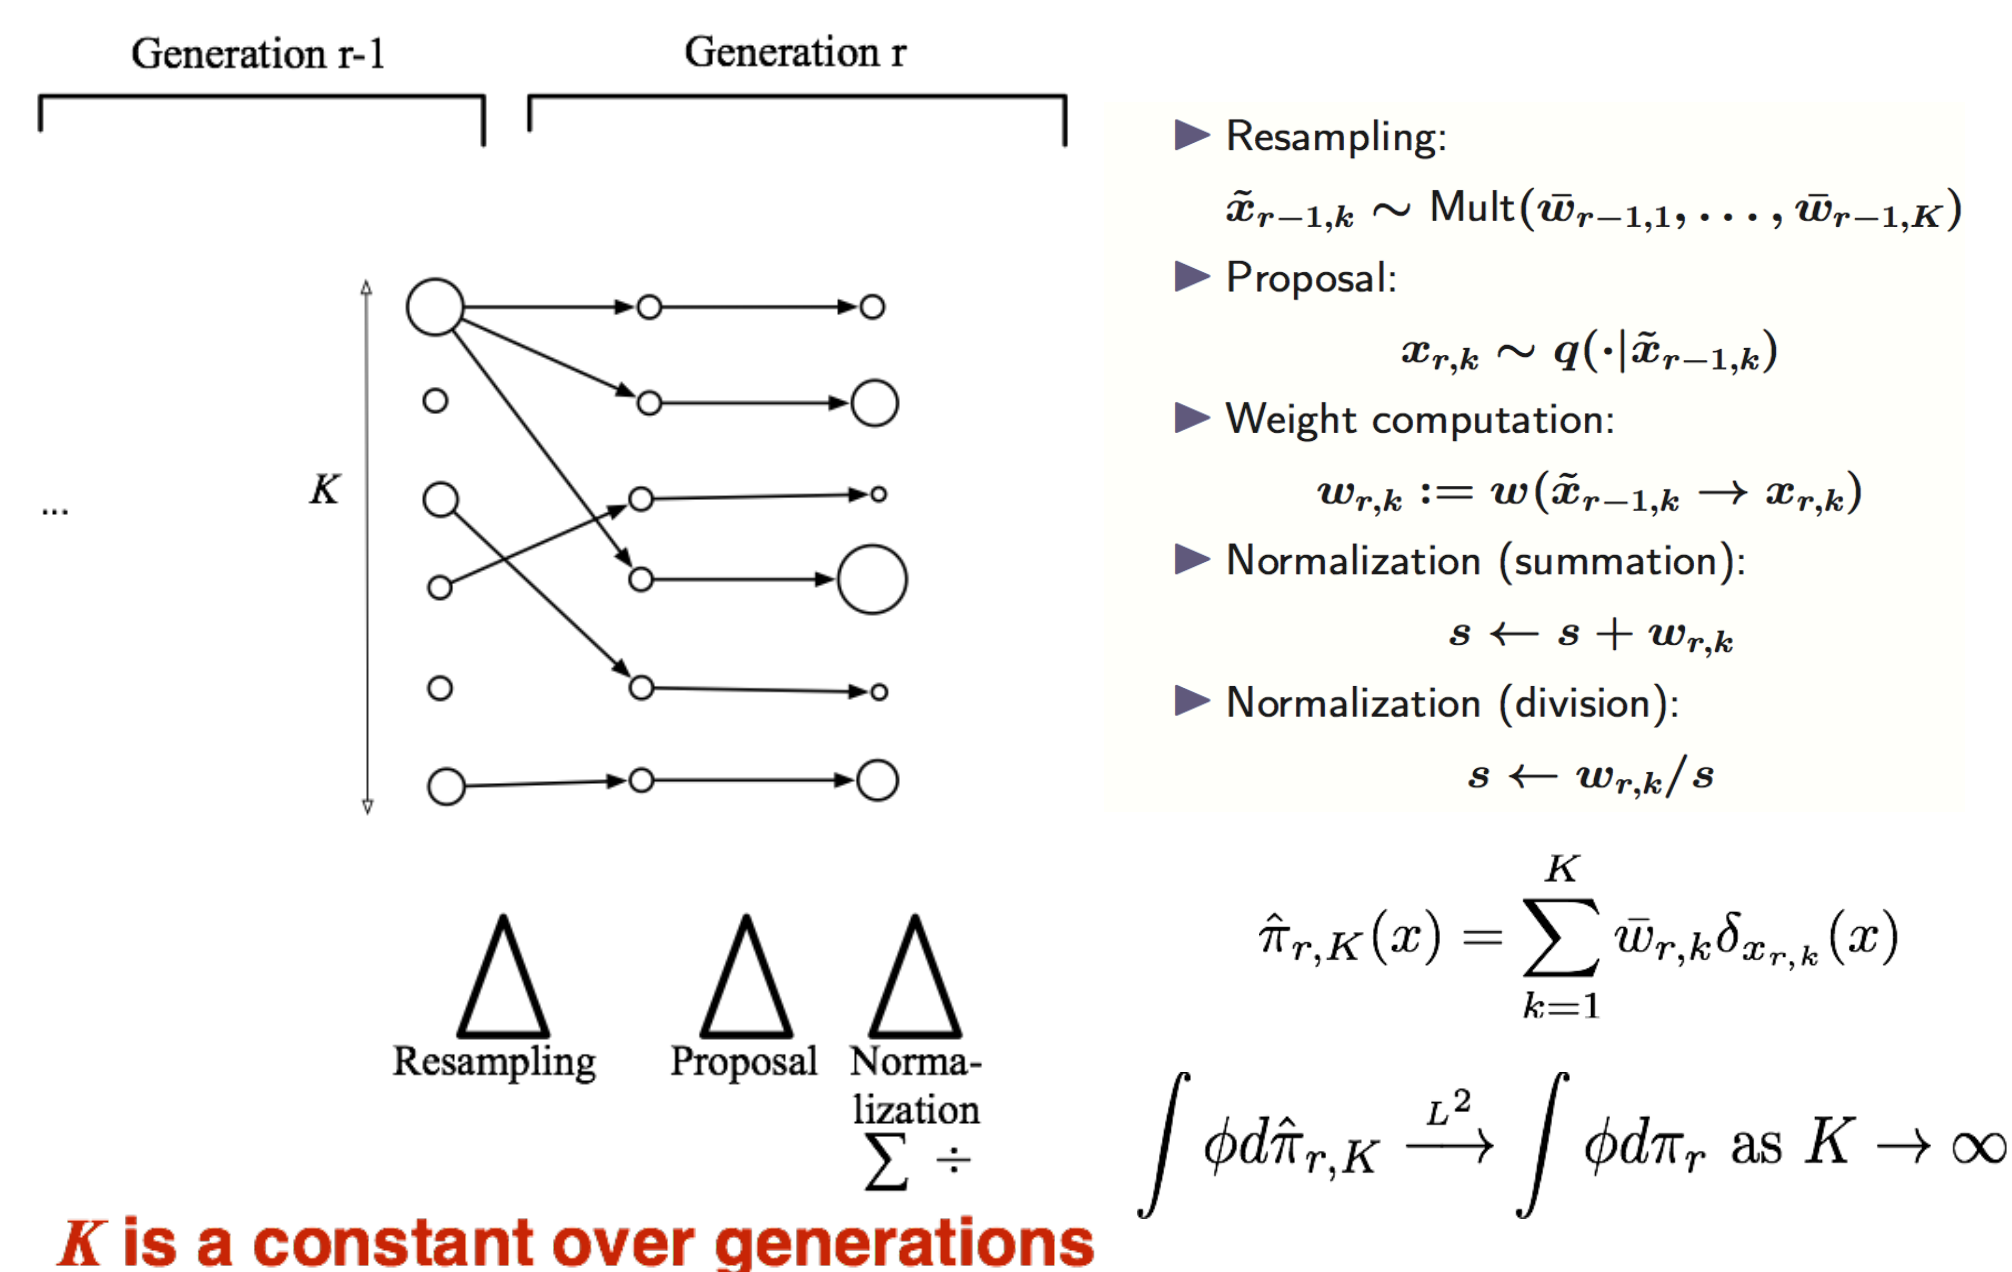 Generation r-1
Generation r
▶ Resampling:
x̃_{r−1,k} ∼ Mult(w̄_{r−1,1}, . . . , w̄_{r−1,K})
▶ Proposal:
x_{r,k} ∼ q(·|x̃_{r−1,k})
▶ Weight computation:
w_{r,k} := w(x̃_{r−1,k} → x_{r,k})
▶ Normalization (summation):
s ← s + w_{r,k}
▶ Normalization (division):
s ← w_{r,k}/s
K
...
π̂_{r,K}(x) = ∑_{k=1}^{K} w̄_{r,k} δ_{x_{r,k}}(x)
∫ ϕdπ̂_{r,K} —L²→ ∫ ϕdπ_r as K → ∞
Resampling
Proposal
Norma-
lization
∑ ÷
K is a constant over generations